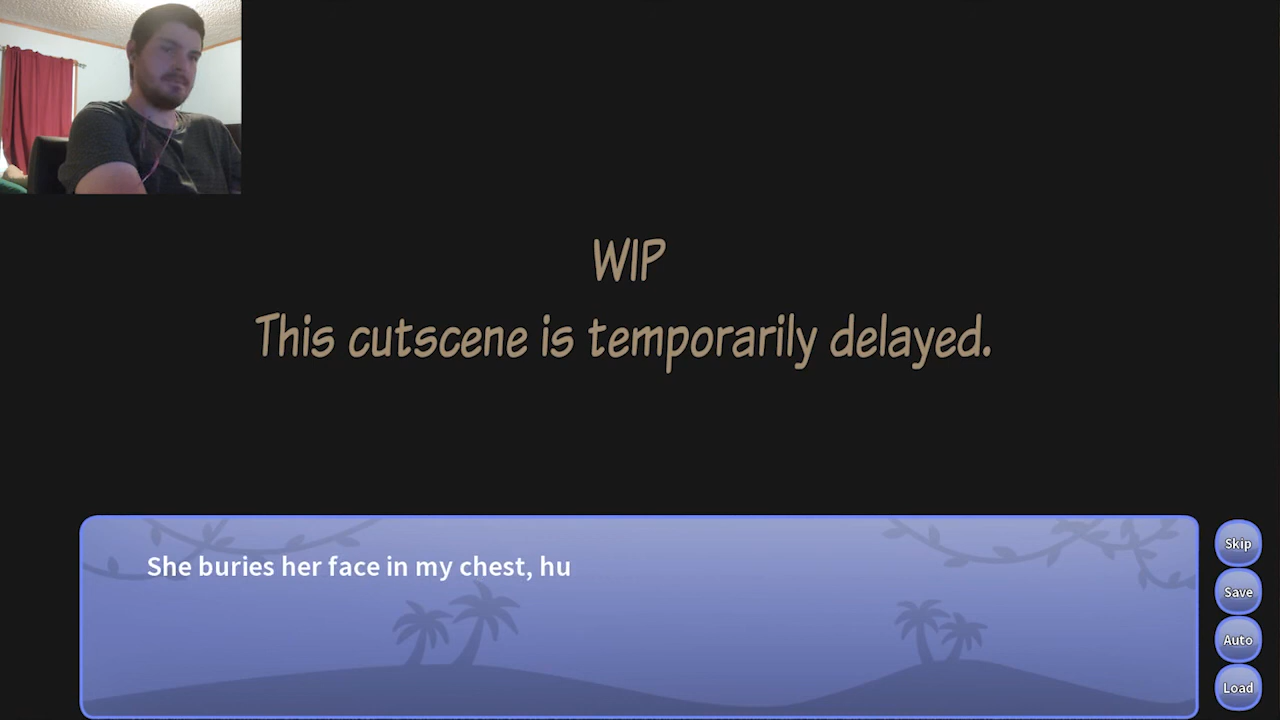 WIP
This cutscene is temporarily delayed.
She buries her face in my chest, hu
Skip
Save
Auto
Load